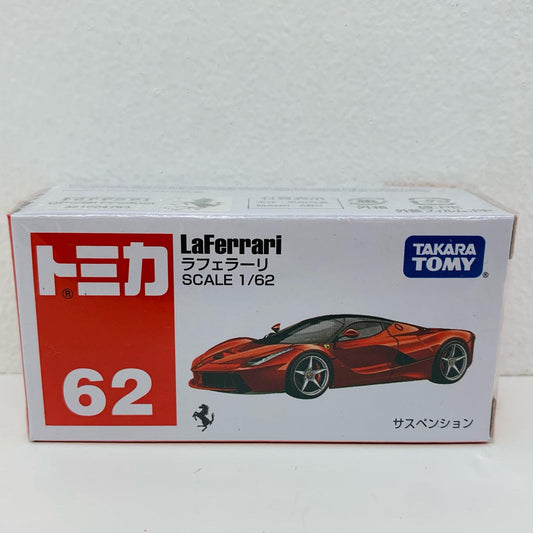 LaFerrari
ラフェラーリ
SCALE 1/62
トミカ®
62
TAKARA
TOMY®
サスペンション